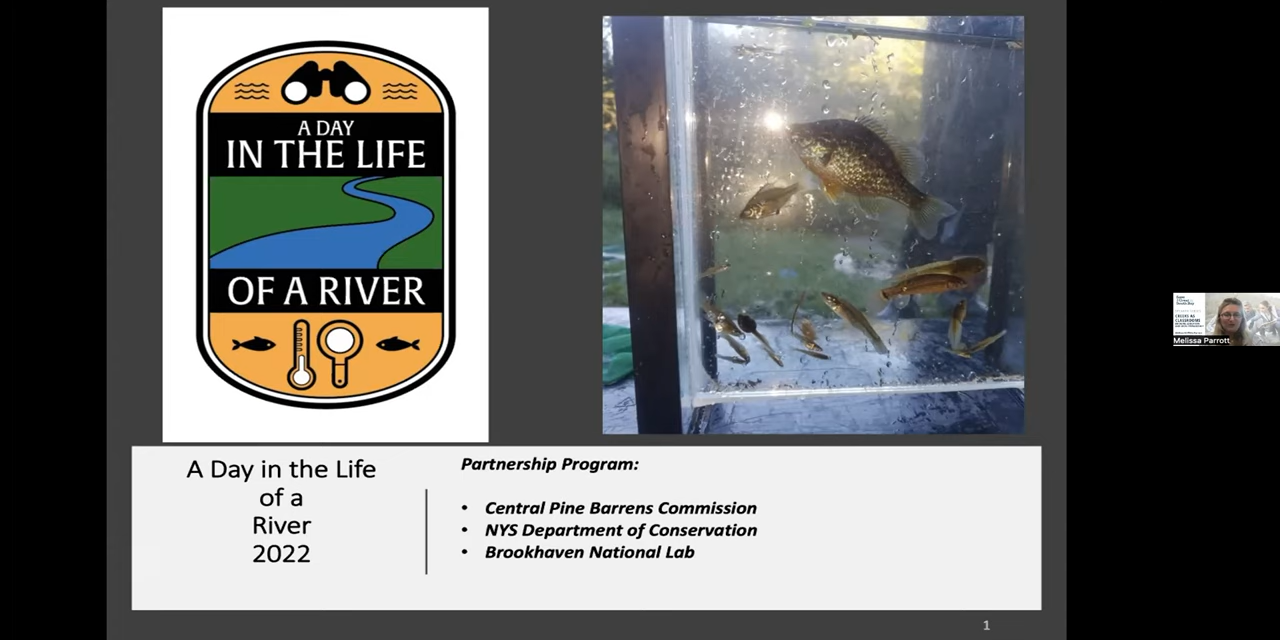 A DAY
IN THE LIFE
OF A RIVER
A Day in the Life
of a
River
2022
Partnership Program:
• Central Pine Barrens Commission
• NYS Department of Conservation
• Brookhaven National Lab
1
Melissa Parrott